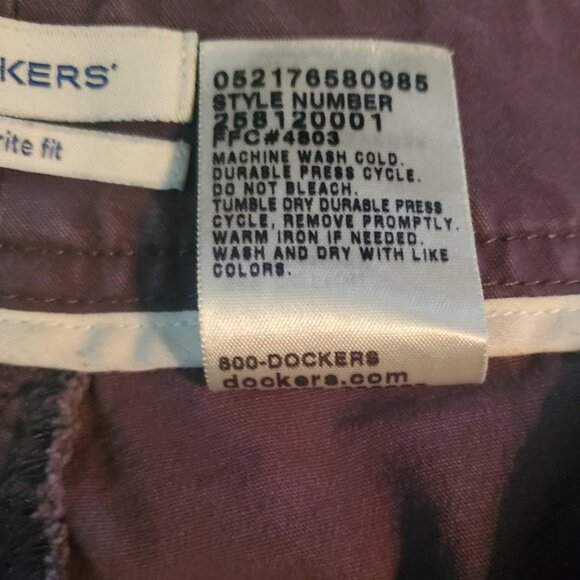 KERS
rite fit
052176580985
STYLE NUMBER
258120001
FFC#4803
MACHINE WASH COLD.
DURABLE PRESS CYCLE.
DO NOT BLEACH.
TUMBLE DRY DURABLE PRESS
CYCLE, REMOVE PROMPTLY.
WARM IRON IF NEEDED.
WASH AND DRY WITH LIKE
COLORS.
800-DOCKERS
dockers.com